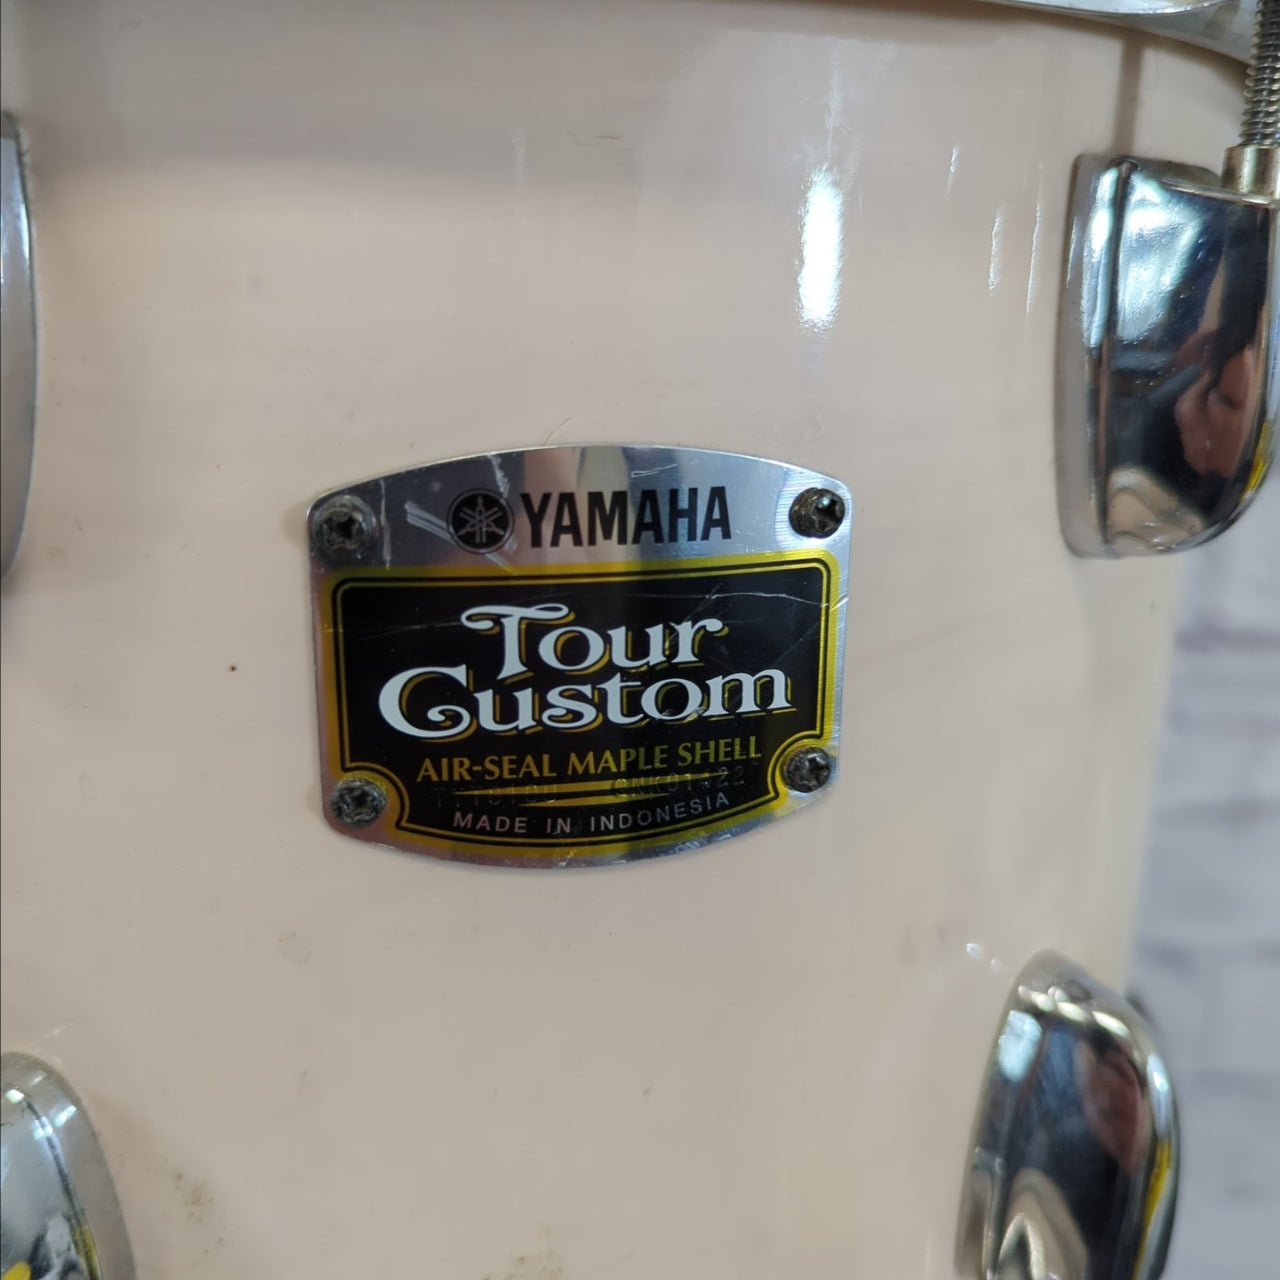 YAMAHA
Tour
Custom
AIR-SEAL MAPLE SHELL
MADE IN INDONESIA